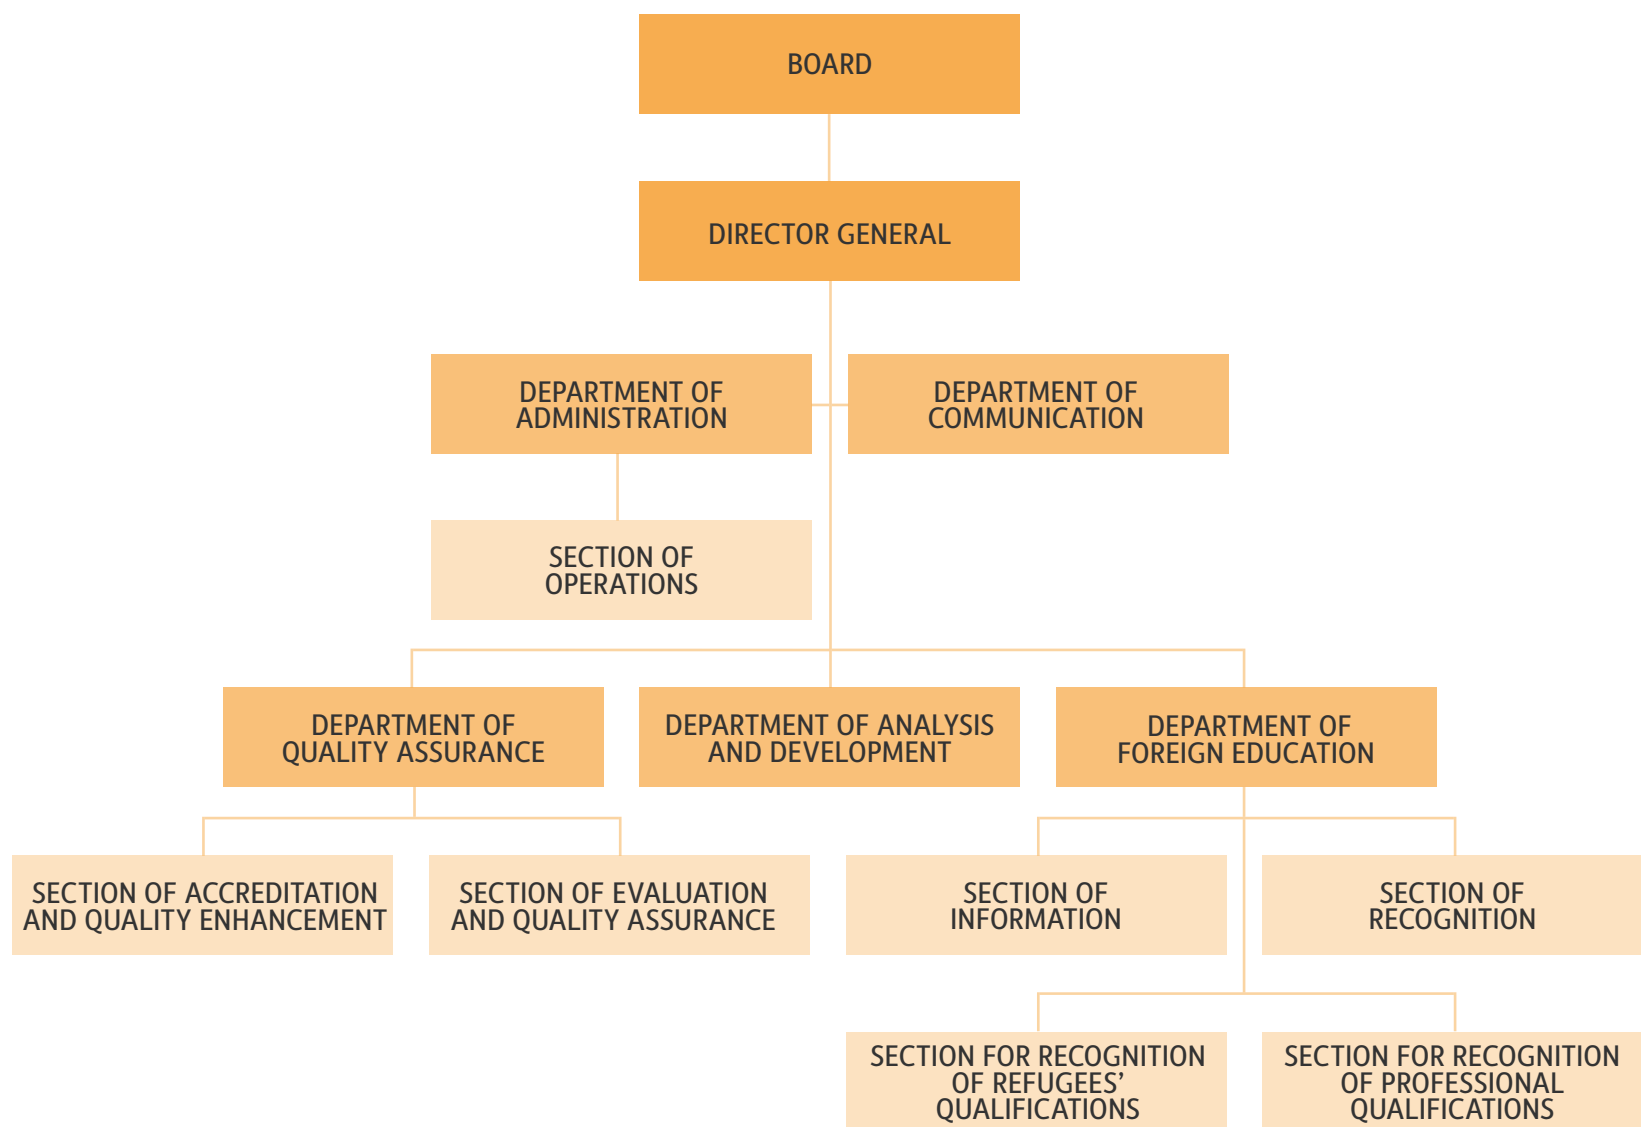 BOARD
DIRECTOR GENERAL
DEPARTMENT OF
ADMINISTRATION
DEPARTMENT OF
COMMUNICATION
SECTION OF
OPERATIONS
DEPARTMENT OF
QUALITY ASSURANCE
DEPARTMENT OF ANALYSIS
AND DEVELOPMENT
DEPARTMENT OF
FOREIGN EDUCATION
SECTION OF ACCREDITATION
AND QUALITY ENHANCEMENT
SECTION OF EVALUATION
AND QUALITY ASSURANCE
SECTION OF
INFORMATION
SECTION OF
RECOGNITION
SECTION FOR RECOGNITION
OF REFUGEES’
QUALIFICATIONS
SECTION FOR RECOGNITION
OF PROFESSIONAL
QUALIFICATIONS